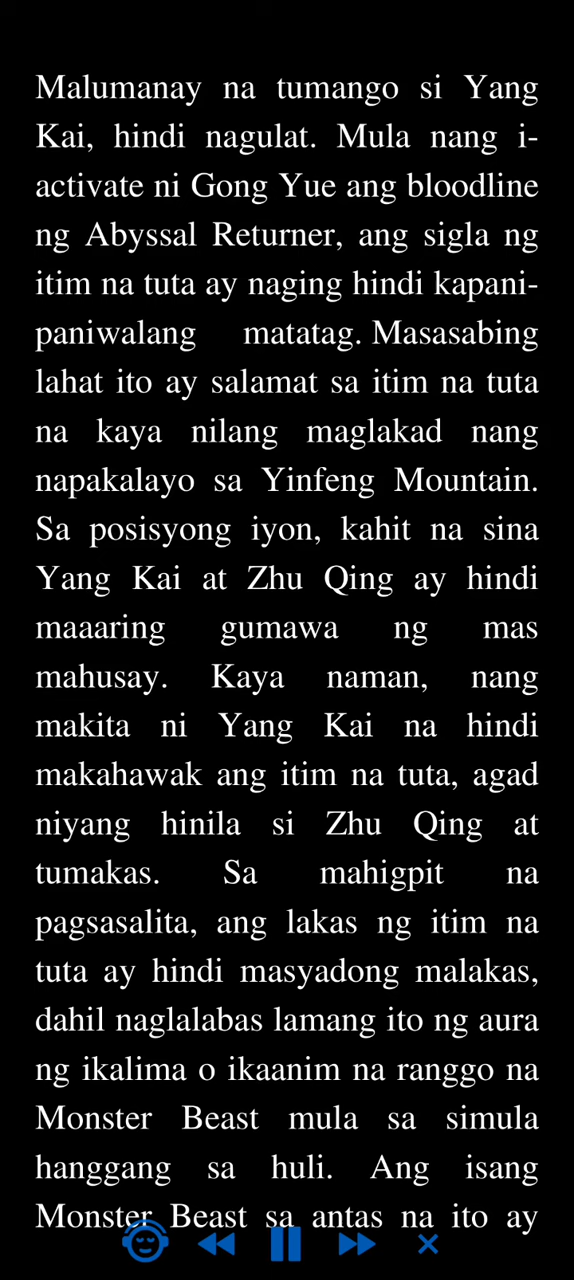 Malumanay na tumango si Yang
Kai, hindi nagulat. Mula nang i-
activate ni Gong Yue ang bloodline
ng Abyssal Returner, ang sigla ng
itim na tuta ay naging hindi kapani-
paniwalang matatag. Masasabing
lahat ito ay salamat sa itim na tuta
na kaya nilang maglakad nang
napakalayo sa Yinfeng Mountain.
Sa posisyong iyon, kahit na sina
Yang Kai at Zhu Qing ay hindi
maaaring gumawa ng mas
mahusay. Kaya naman, nang
makita ni Yang Kai na hindi
makahawak ang itim na tuta, agad
niyang hinila si Zhu Qing at
tumakas. Sa mahigpit na
pagsasalita, ang lakas ng itim na
tuta ay hindi masyadong malakas,
dahil naglalabas lamang ito ng aura
ng ikalima o ikaanim na ranggo na
Monster Beast mula sa simula
hanggang sa huli. Ang isang
Monster Beast sa antas na ito ay